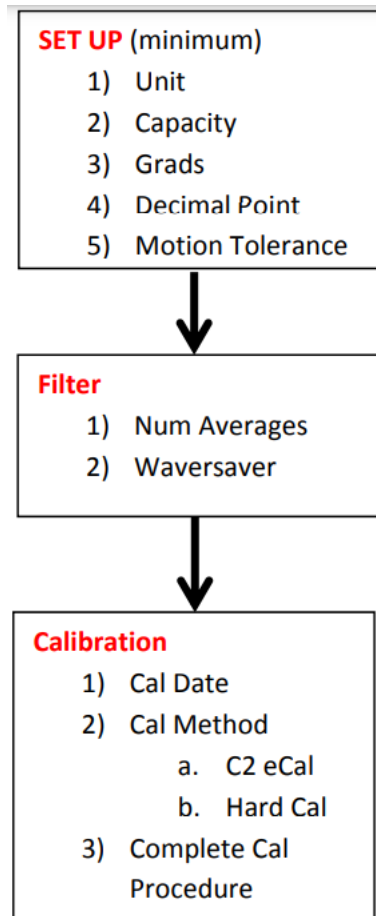 SET UP (minimum)
1) Unit
2) Capacity
3) Grads
4) Decimal Point
5) Motion Tolerance
Filter
1) Num Averages
2) Waversaver
Calibration
1) Cal Date
2) Cal Method
a. C2 eCal
b. Hard Cal
3) Complete Cal
Procedure